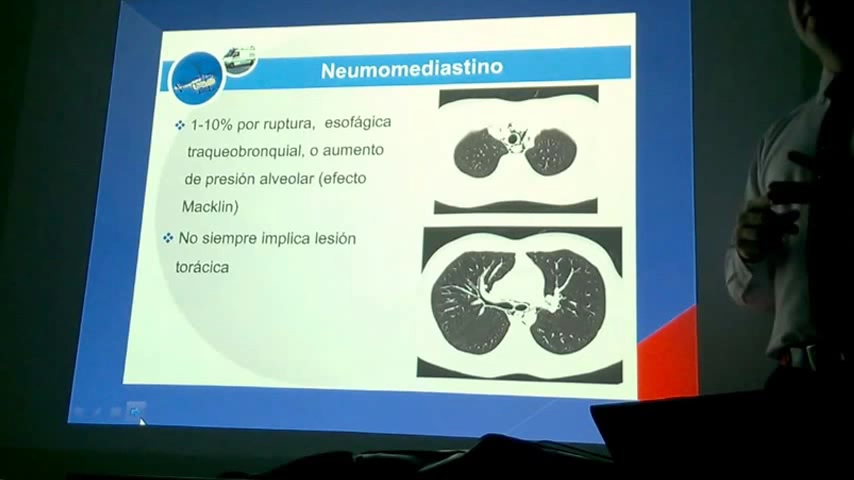 Neumomediastino
1-10% por ruptura, esofágica
traqueobronquial, o aumento
de presión alveolar (efecto
Macklin)
No siempre implica lesión
torácica